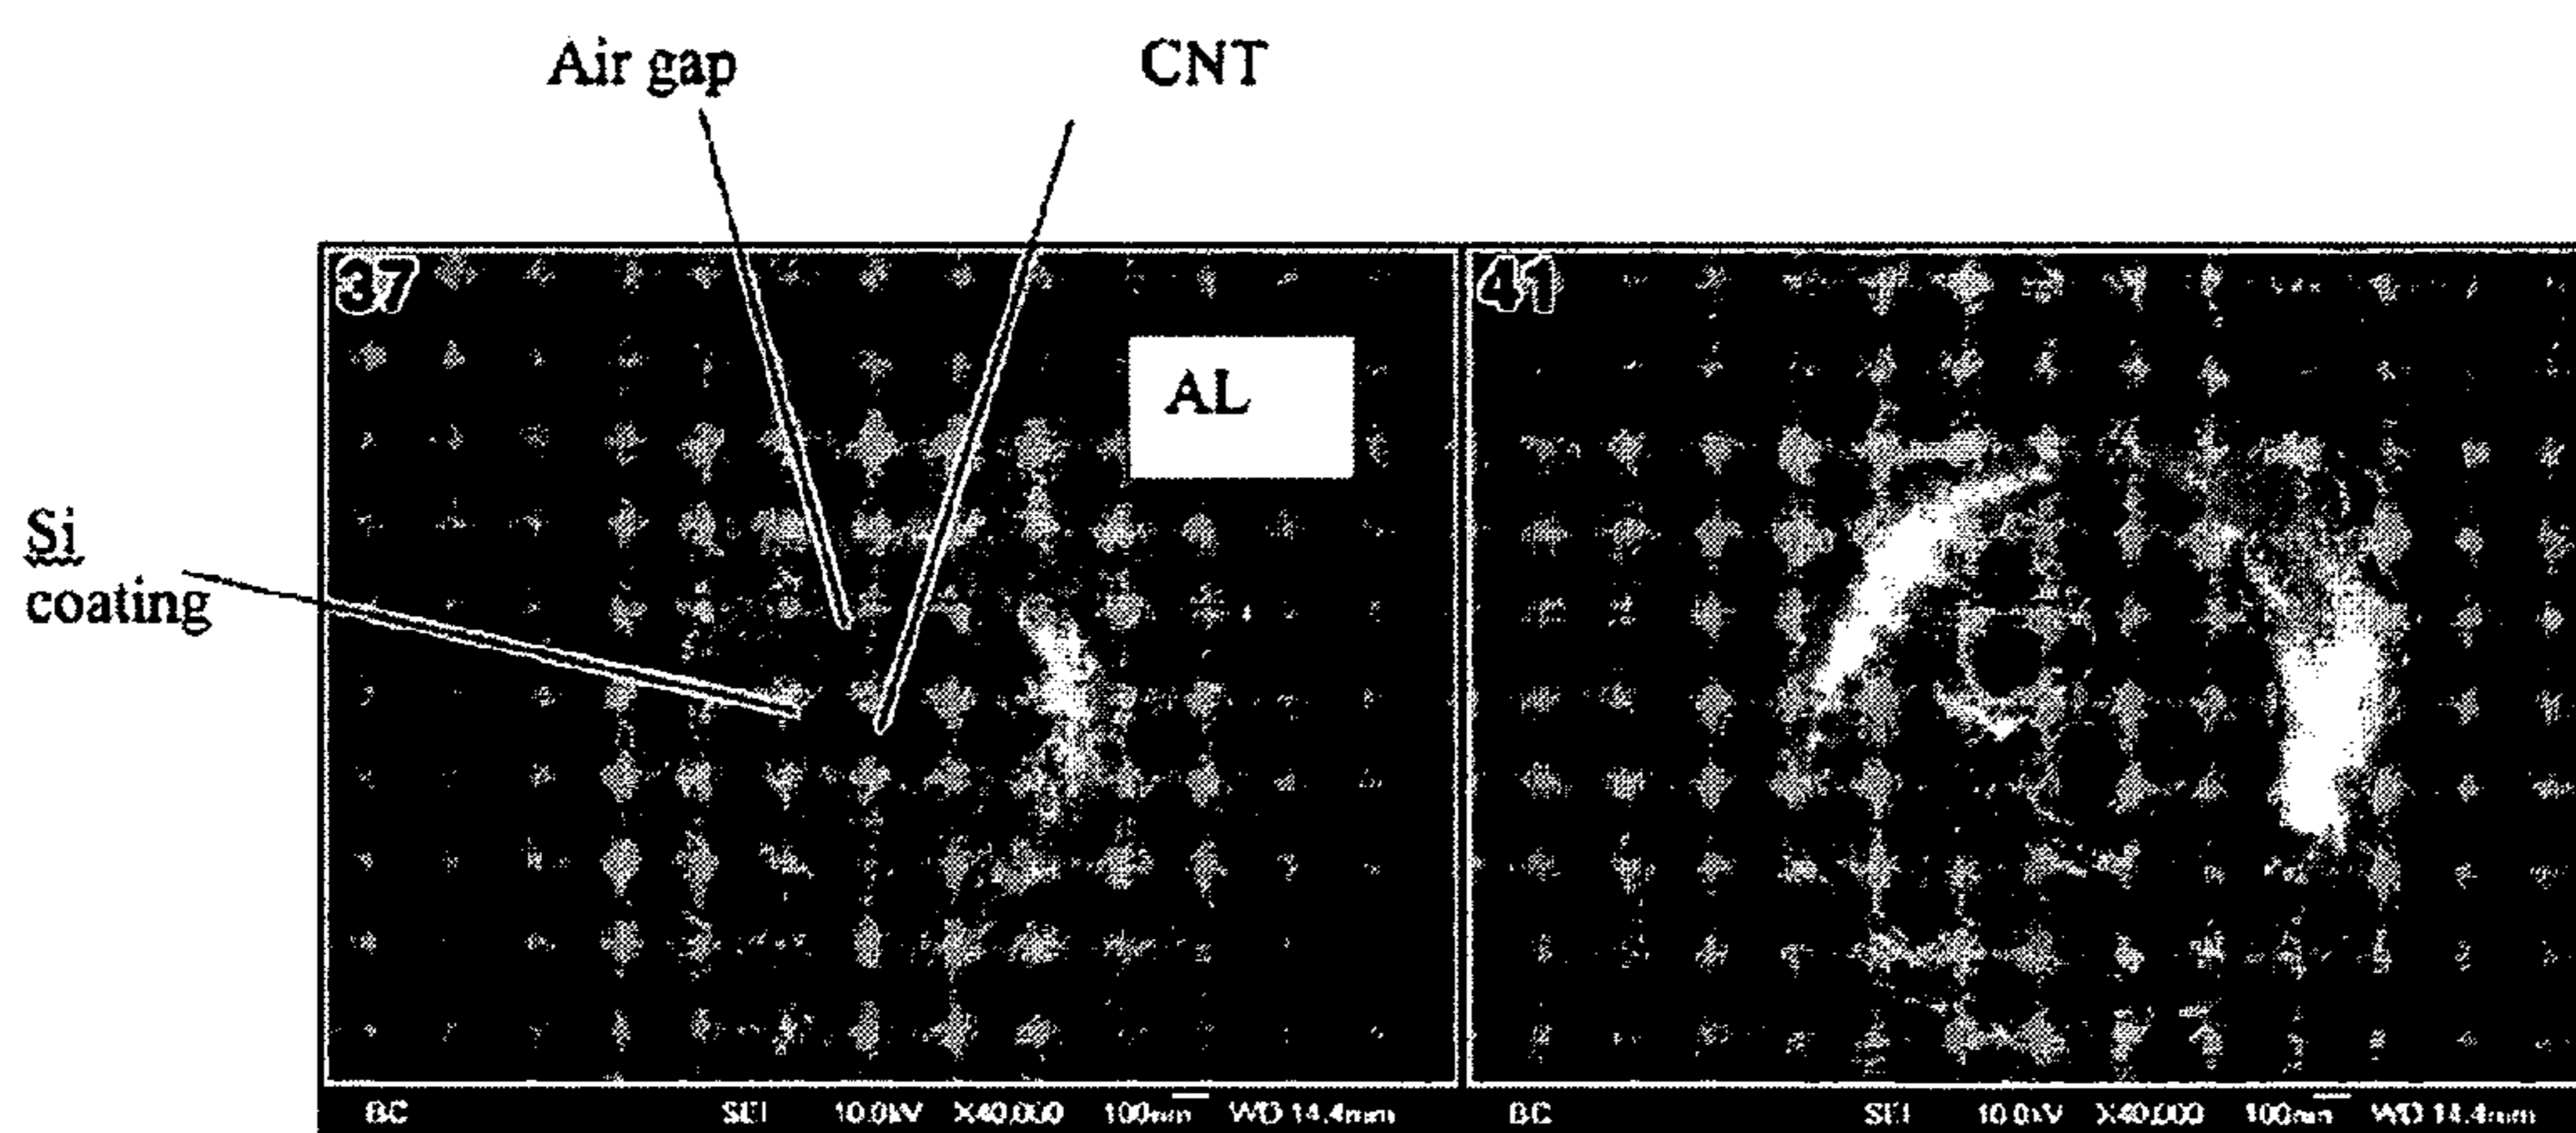 Air gap
CNT
37
41
AL
Si
coating
BC SEI 10.0kV X40,000 100nm WD 14.4mm
BC SEI 10.0kV X40,000 100nm WD 14.4mm